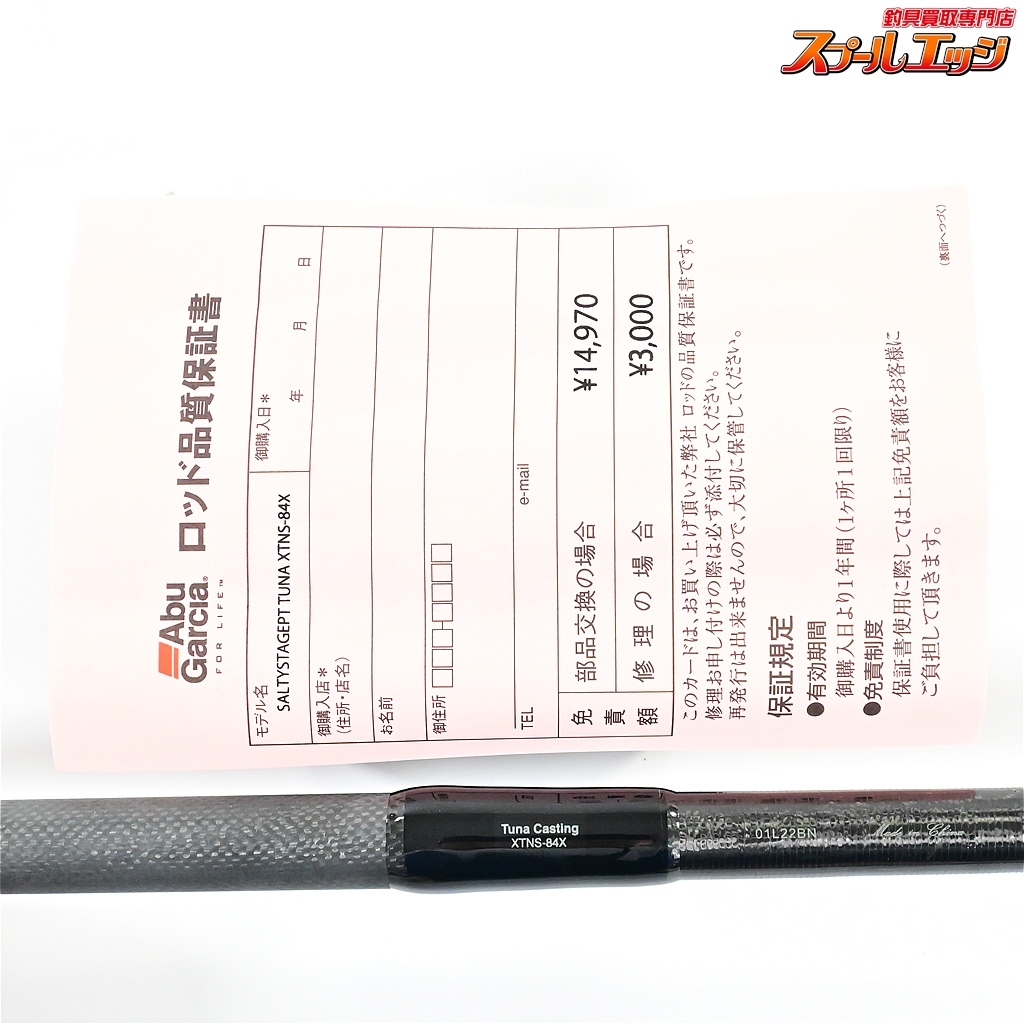 釣具買取専門店
スプールエッジ
Abu
Garcia®
FOR LIFE™
ロッド品質保証書
モデル名
SALTYSTAGEPT TUNA XTNS-84X
御購入日＊
年 月 日
御購入店＊
(住所・店名)
お名前
御住所
TEL
e-mail
免責額
部品交換の場合 ¥14,970
修理の場合 ¥3,000
このカードは、お買い上げ頂いた弊社 ロッドの品質保証書です。
修理お申し付けの際は必ず添付してください。
再発行は出来ませんので、大切に保管してください。
保証規定
●有効期間
御購入日より1年間(1ヶ所1回限り)
●免責制度
保証書使用に際しては上記免責額をお客様に
ご負担して頂きます。
(裏面へつづく)
Tuna Casting
XTNS-84X
01L22BN
Made in China